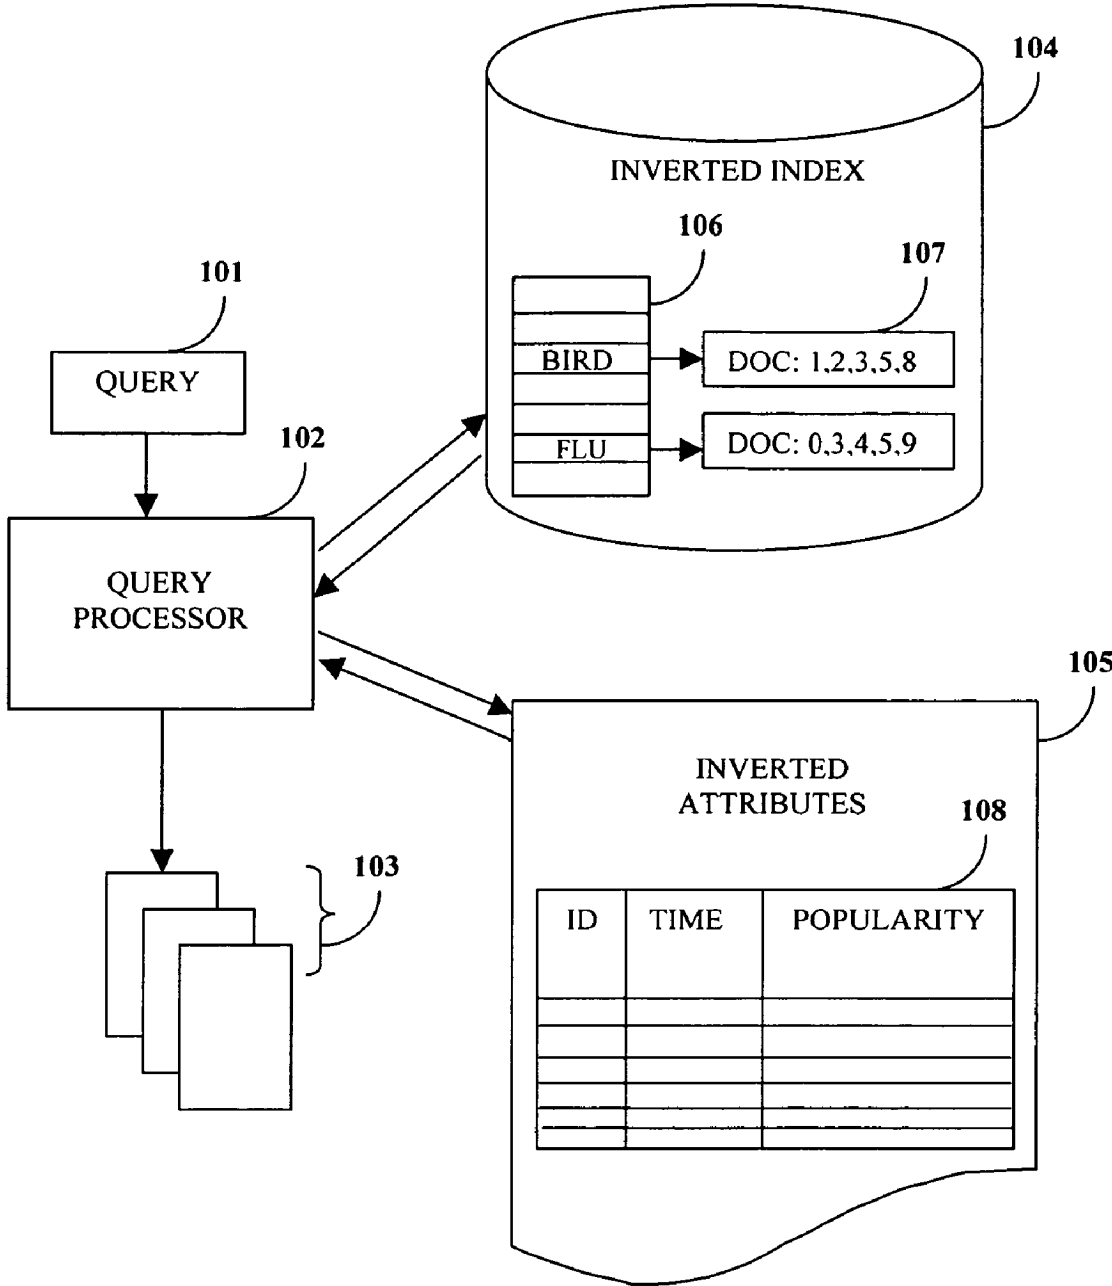 104
INVERTED INDEX
106
107
101
BIRD
DOC: 1,2,3,5,8
QUERY
102
FLU
DOC: 0,3,4,5,9
QUERY
PROCESSOR
105
INVERTED
ATTRIBUTES
108
103
ID TIME POPULARITY